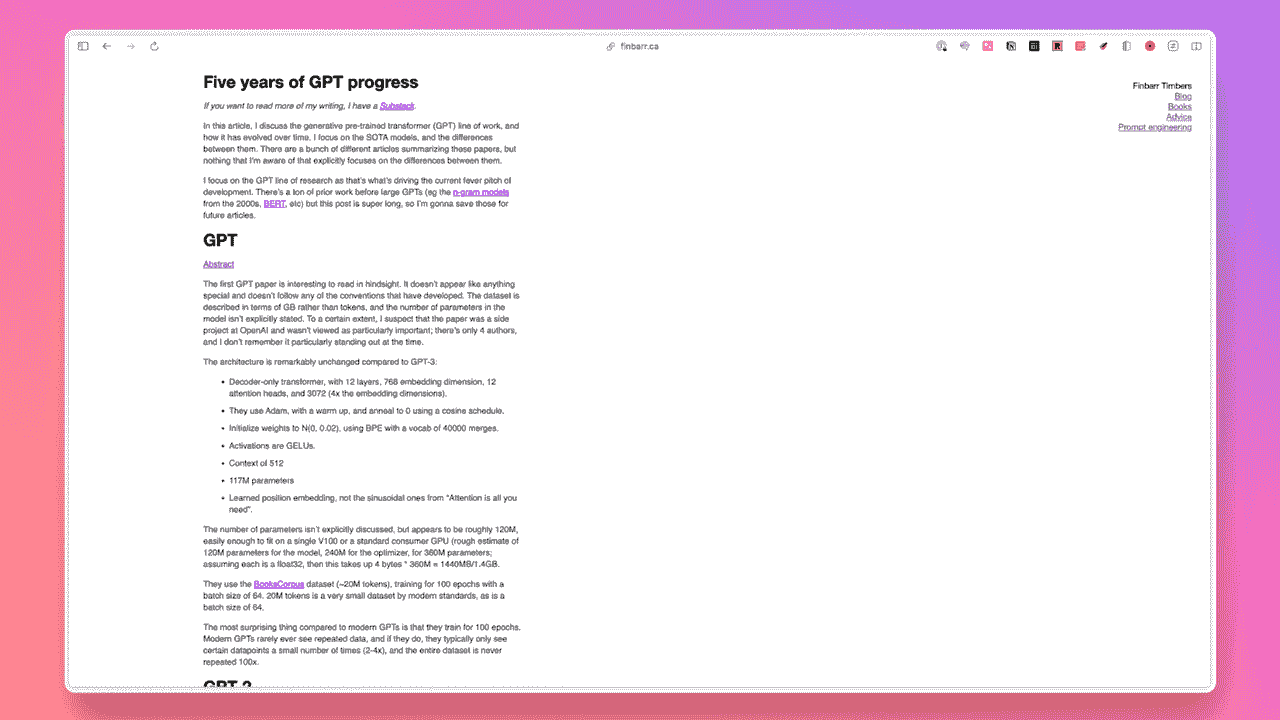 finbarr.ca
Five years of GPT progress
If you want to read more of my writing, I have a Substack.
In this article, I discuss the generative pre-trained transformer (GPT) line of work, and
how it has evolved over time. I focus on the SOTA models, and the differences
between them. There are a bunch of different articles summarizing these papers, but
nothing that I'm aware of that explicitly focuses on the differences between them.
I focus on the GPT line of research as that's what's driving the current fever pitch of
development. There's a ton of prior work before large GPTs (eg the n-gram models
from the 2000s, BERT, etc) but this post is super long, so I'm gonna save those for
future articles.
GPT
Abstract
The first GPT paper is interesting to read in hindsight. It doesn't appear like anything
special and doesn't follow any of the conventions that have developed. The dataset is
described in terms of GB rather than tokens, and the number of parameters in the
model isn't explicitly stated. To a certain extent, I suspect that the paper was a side
project at OpenAI and wasn't viewed as particularly important; there's only 4 authors,
and I don't remember it particularly standing out at the time.
The architecture is remarkably unchanged compared to GPT-3:
• Decoder-only transformer, with 12 layers, 768 embedding dimension, 12
attention heads, and 3072 (4x the embedding dimensions).
• They use Adam, with a warm up, and anneal to 0 using a cosine schedule.
• Initialize weights to N(0, 0.02), using BPE with a vocab of 40000 merges.
• Activations are GELUs.
• Context of 512
• 117M parameters
• Learned position embedding, not the sinusoidal ones from "Attention is all you
need".
The number of parameters isn't explicitly discussed, but appears to be roughly 120M,
easily enough to fit on a single V100 or a standard consumer GPU (rough estimate of
120M parameters for the model, 240M for the optimizer, for 360M parameters;
assuming each is a float32, then this takes up 4 bytes * 360M = 1440MB/1.4GB.
They use the BooksCorpus dataset (~20M tokens), training for 100 epochs with a
batch size of 64. 20M tokens is a very small dataset by modern standards, as is a
batch size of 64.
The most surprising thing compared to modern GPTs is that they train for 100 epochs.
Modern GPTs rarely ever see repeated data, and if they do, they typically only see
certain datapoints a small number of times (2-4x), and the entire dataset is never
repeated 100x.
GPT-2
Finbarr Timbers
Blog
Books
Advice
Prompt engineering